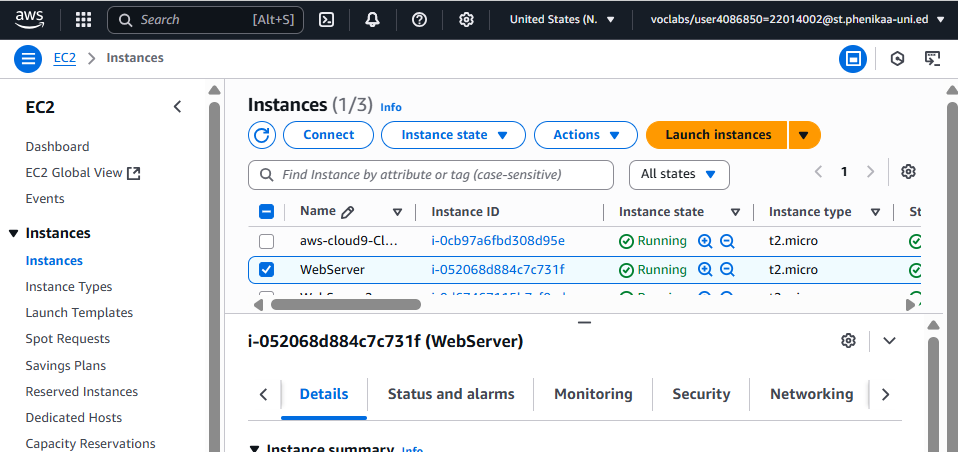 aws Search [Alt+S] United States (N. voclabs/user4086850=22014002@st.phenikaa-uni.ed
EC2 Instances
EC2
Dashboard
EC2 Global View
Events
Instances
Instances
Instance Types
Launch Templates
Spot Requests
Savings Plans
Reserved Instances
Dedicated Hosts
Capacity Reservations
Instances (1/3) Info
Connect Instance state Actions Launch instances
Find Instance by attribute or tag (case-sensitive) All states 1
Name Instance ID Instance state Instance type St
aws-cloud9-Cl... i-0cb97a6fbd308d95e Running t2.micro
WebServer i-052068d884c7c731f Running t2.micro
i-052068d884c7c731f (WebServer)
Details Status and alarms Monitoring Security Networking
Instance summary Info